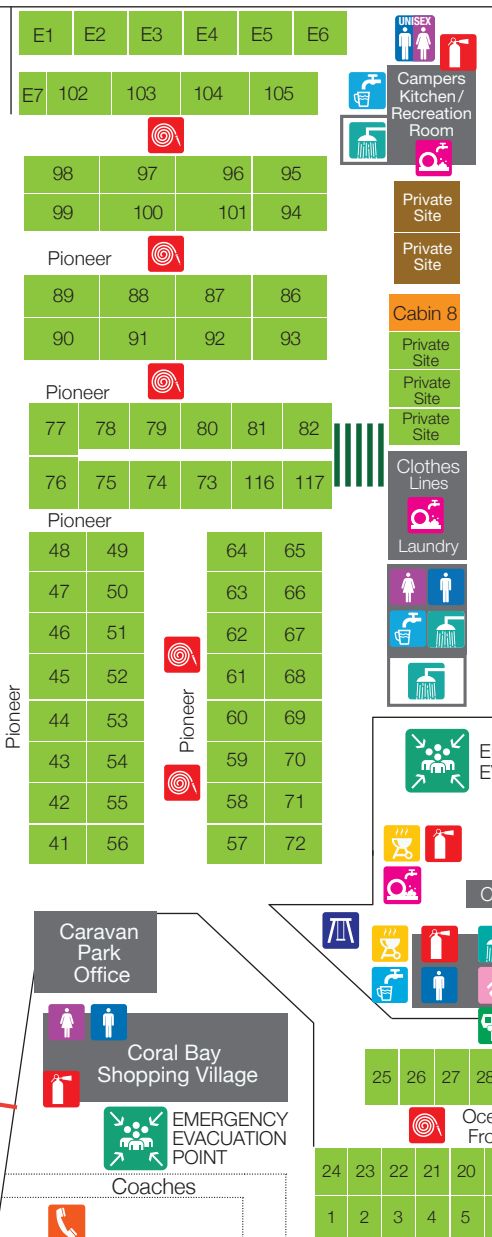 E1 E2 E3 E4 E5 E6
UNISEX
E7 102 103 104 105
Campers
Kitchen/
Recreation
Room
98 97 96 95
99 100 101 94
Private
Site
Private
Site
Pioneer
89 88 87 86
90 91 92 93
Cabin 8
Private
Site
Private
Site
Private
Site
Pioneer
77 78 79 80 81 82
76 75 74 73 116 117
Clothes
Lines
Laundry
Pioneer
48 49 64 65
47 50 63 66
46 51 62 67
45 52 61 68
44 53 60 69
43 54 59 70
42 55 58 71
41 56 57 72
Pioneer
Pioneer
E
EV
C
Caravan
Park
Office
Coral Bay
Shopping Village
EMERGENCY
EVACUATION
POINT
Coaches
25 26 27 28
Oce
Fro
24 23 22 21 20
1 2 3 4 5